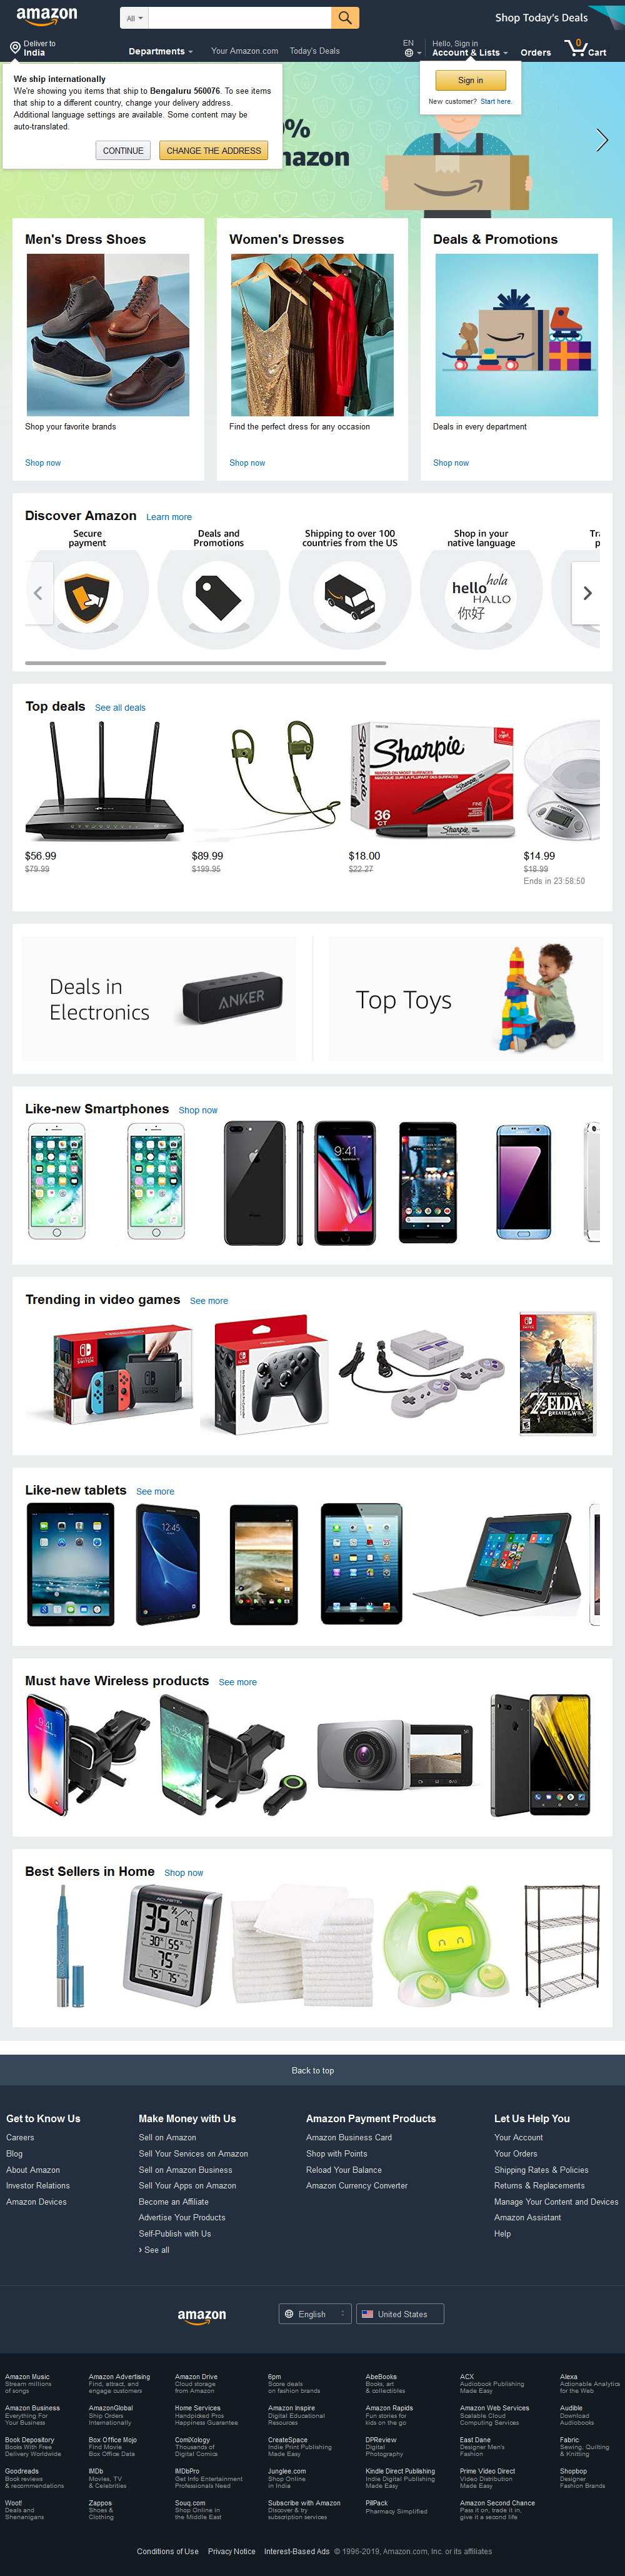 amazon
All
Shop Today's Deals
Deliver to
India
Departments
Your Amazon.com
Today's Deals
EN
Hello, Sign in
Account & Lists
Orders
0
Cart
We ship internationally
We're showing you items that ship to Bengaluru 560076. To see items
that ship to a different country, change your delivery address.
Additional language settings are available. Some content may be
auto-translated.
CONTINUE
CHANGE THE ADDRESS
Sign in
New customer? Start here.
%
azon
Men's Dress Shoes
Shop your favorite brands
Shop now
Women's Dresses
Find the perfect dress for any occasion
Shop now
Deals & Promotions
Deals in every department
Shop now
Discover Amazon Learn more
Secure
payment
Deals and
Promotions
Shipping to over 100
countries from the US
Shop in your
native language
hello hola
HALLO
你好
Top deals See all deals
Sharpie
36
CT
FINE
$56.99
$79.99
$89.99
$199.95
$18.00
$22.27
$14.99
$18.99
Ends in 23:58:50
Deals in
Electronics
ANKER
Top Toys
Like-new Smartphones Shop now
9:41
Trending in video games See more
ZELDA
Like-new tablets See more
12:45
Must have Wireless products See more
9:41
10:41
Best Sellers in Home Shop now
ACURITE
35%
OK
30% 55%
75°F
75°F 75°F
Back to top
Get to Know Us
Careers
Blog
About Amazon
Investor Relations
Amazon Devices
Make Money with Us
Sell on Amazon
Sell Your Services on Amazon
Sell on Amazon Business
Sell Your Apps on Amazon
Become an Affiliate
Advertise Your Products
Self-Publish with Us
› See all
Amazon Payment Products
Amazon Business Card
Shop with Points
Reload Your Balance
Amazon Currency Converter
Let Us Help You
Your Account
Your Orders
Shipping Rates & Policies
Returns & Replacements
Manage Your Content and Devices
Amazon Assistant
Help
amazon
English
United States
Amazon Music
Stream millions
of songs
Amazon Advertising
Find, attract, and
engage customers
Amazon Drive
Cloud storage
from Amazon
6pm
Score deals
on fashion brands
AbeBooks
Books, art
& collectibles
ACX
Audiobook Publishing
Made Easy
Alexa
Actionable Analytics
for the Web
Amazon Business
Everything For
Your Business
AmazonGlobal
Ship Orders
Internationally
Home Services
Handpicked Pros
Happiness Guarantee
Amazon Inspire
Digital Educational
Resources
Amazon Rapids
Fun stories for
kids on the go
Amazon Web Services
Scalable Cloud
Computing Services
Audible
Download
Audiobooks
Book Depository
Books With Free
Delivery Worldwide
Box Office Mojo
Find Movie
Box Office Data
ComiXology
Thousands of
Digital Comics
CreateSpace
Indie Print Publishing
Made Easy
DPReview
Digital
Photography
East Dane
Designer Men's
Fashion
Fabric
Sewing, Quilting
& Knitting
Goodreads
Book reviews
& recommendations
IMDb
Movies, TV
& Celebrities
IMDbPro
Get Info Entertainment
Professionals Need
Junglee.com
Shop Online
in India
Kindle Direct Publishing
Indie Digital Publishing
Made Easy
Prime Video Direct
Video Distribution
Made Easy
Shopbop
Designer
Fashion Brands
Woot!
Deals and
Shenanigans
Zappos
Shoes &
Clothing
Souq.com
Shop Online in
the Middle East
Subscribe with Amazon
Discover & try
subscription services
PillPack
Pharmacy Simplified
Amazon Second Chance
Pass it on, trade it in,
give it a second life
Conditions of Use
Privacy Notice
Interest-Based Ads
© 1996-2019, Amazon.com, Inc. or its affiliates